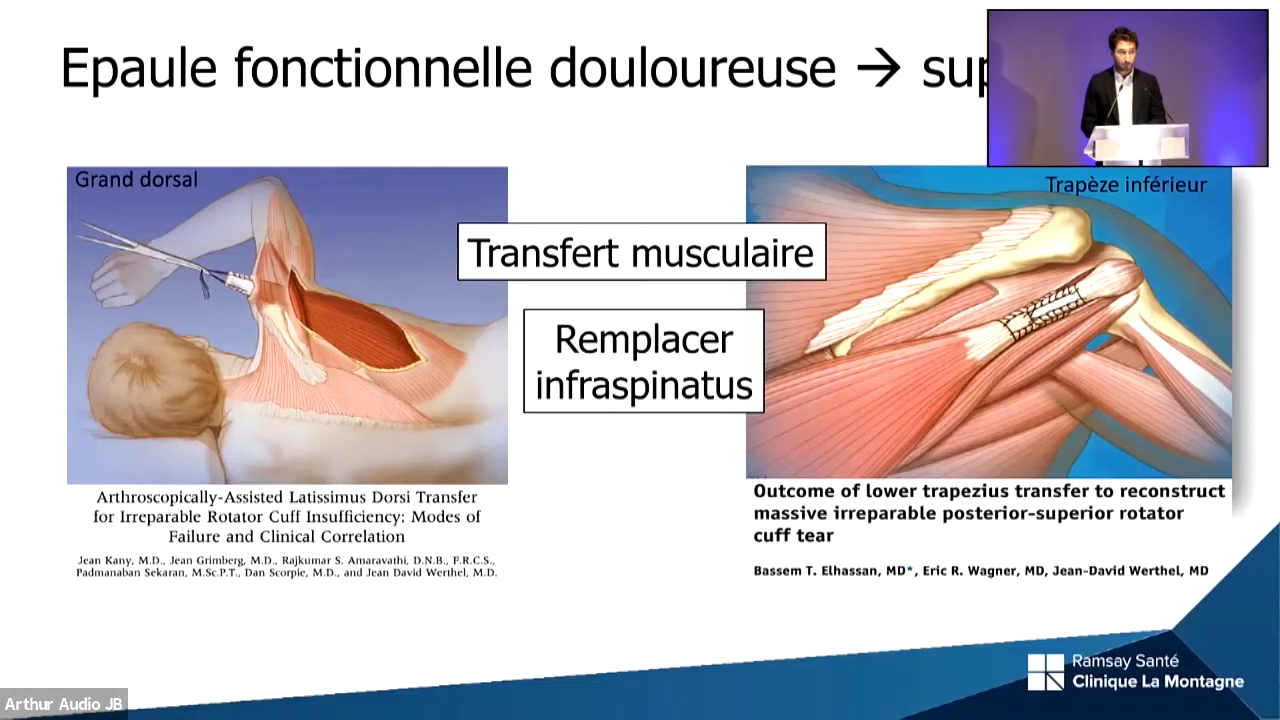 Epaule fonctionnelle douloureuse → sup
Grand dorsal
Trapèze inférieur
Transfert musculaire
Remplacer
infraspinatus
Arthroscopically-Assisted Latissimus Dorsi Transfer
for Irreparable Rotator Cuff Insufficiency: Modes of
Failure and Clinical Correlation
Jean Kany, M.D., Jean Grimberg, M.D., Rajkumar S. Amaravathi, D.N.B., F.R.C.S.,
Padmanaban Sekaran, M.Sc.P.T., Dan Scorpie, M.D., and Jean David Werthel, M.D.
Outcome of lower trapezius transfer to reconstruct
massive irreparable posterior-superior rotator
cuff tear
Bassem T. Elhassan, MD*, Eric R. Wagner, MD, Jean-David Werthel, MD
Ramsay Santé
Clinique La Montagne
Arthur Audio JB